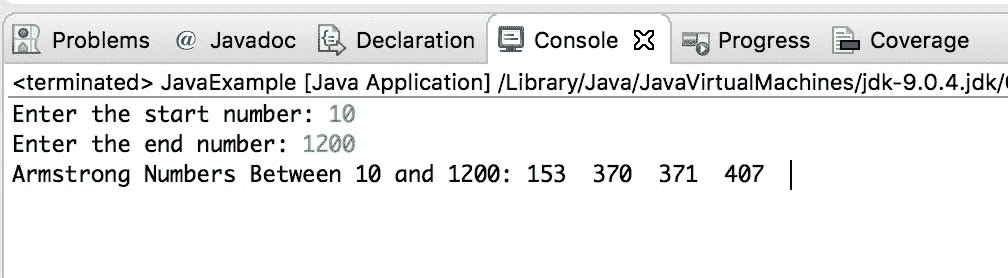 Problems @ Javadoc Declaration Console Progress Coverage
<terminated> JavaExample [Java Application] /Library/Java/JavaVirtualMachines/jdk-9.0.4.jdk/
Enter the start number: 10
Enter the end number: 1200
Armstrong Numbers Between 10 and 1200: 153 370 371 407